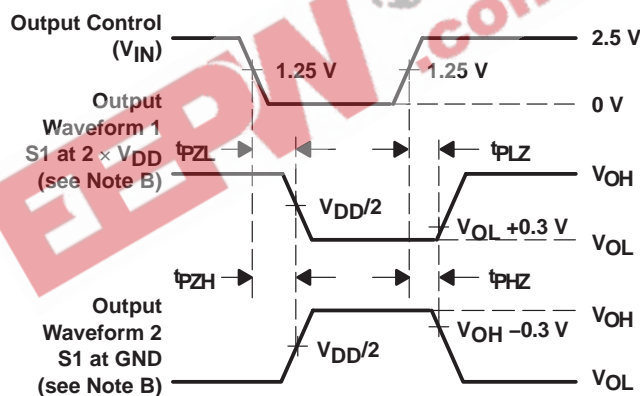 Output Control
(VIN)
2.5 V
1.25 V
1.25 V
0 V
Output
Waveform 1
S1 at 2 × VDD
(see Note B)
tPZL
tPLZ
VOH
VDD/2
VOL +0.3 V
VOL
tPZH
tPHZ
Output
Waveform 2
S1 at GND
(see Note B)
VOH
VOH –0.3 V
VDD/2
VOL
EEPW.com